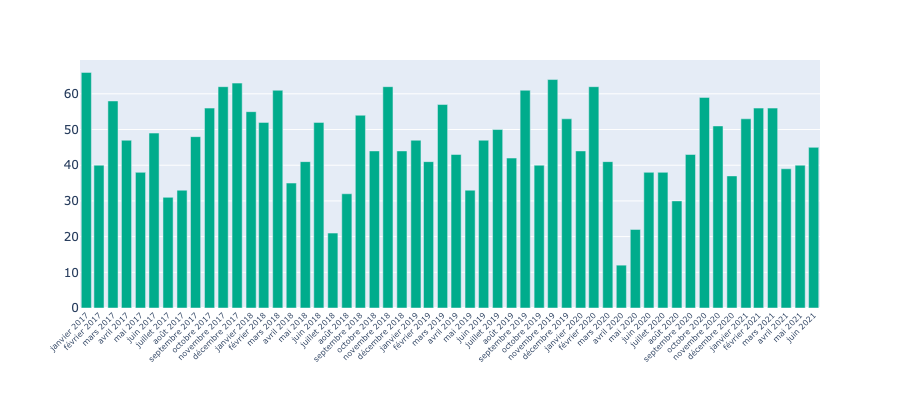 60
50
40
30
20
10
0
janvier 2017
février 2017
mars 2017
avril 2017
mai 2017
juin 2017
juillet 2017
août 2017
septembre 2017
octobre 2017
novembre 2017
décembre 2017
janvier 2018
février 2018
mars 2018
avril 2018
mai 2018
juin 2018
juillet 2018
août 2018
septembre 2018
octobre 2018
novembre 2018
décembre 2018
janvier 2019
février 2019
mars 2019
avril 2019
mai 2019
juin 2019
juillet 2019
août 2019
septembre 2019
octobre 2019
novembre 2019
décembre 2019
janvier 2020
février 2020
mars 2020
avril 2020
mai 2020
juin 2020
juillet 2020
août 2020
septembre 2020
octobre 2020
novembre 2020
décembre 2020
janvier 2021
février 2021
mars 2021
avril 2021
mai 2021
juin 2021